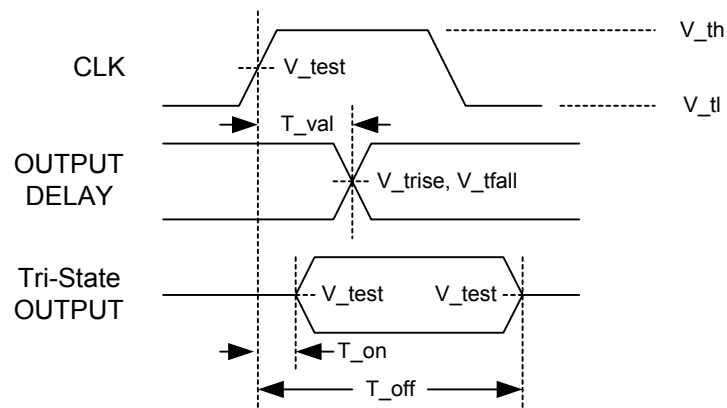 V_th
CLK
V_test
V_tl
T_val
OUTPUT
DELAY
V_trise, V_tfall
Tri-State
OUTPUT
V_test
V_test
T_on
T_off